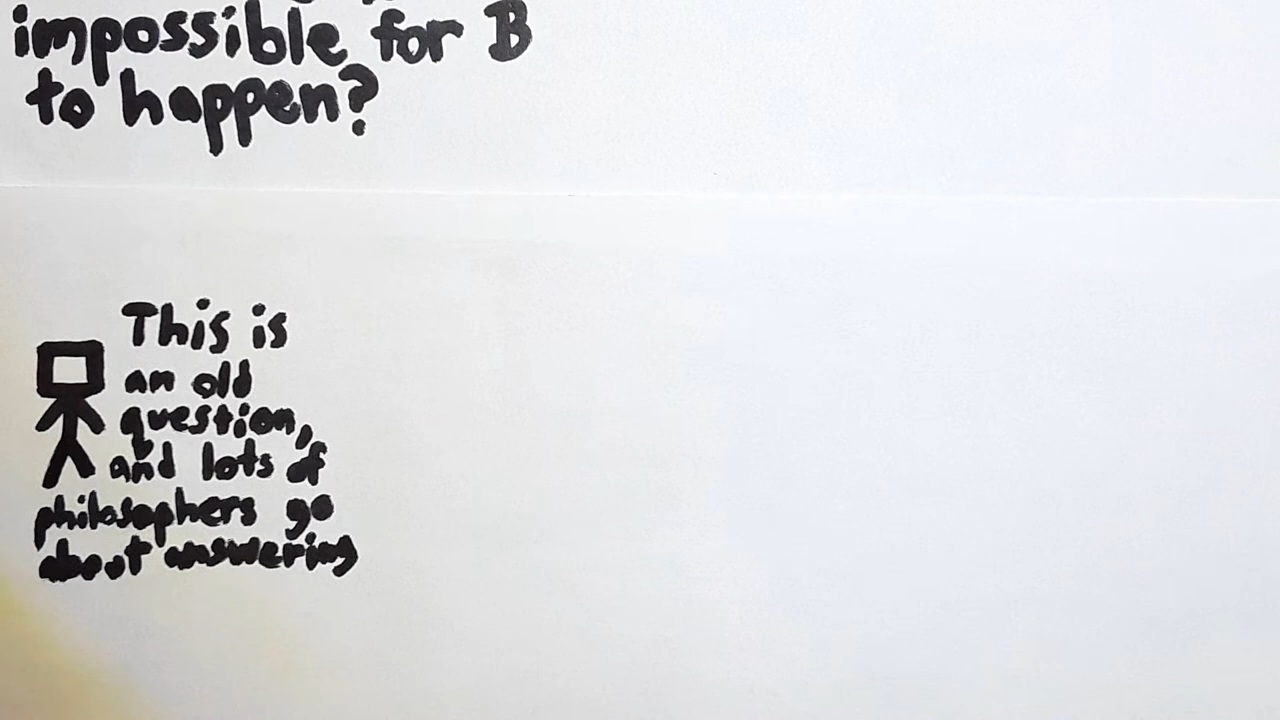 impossible for B
to happen?
This is
an old
question,
and lots of
philosophers go
about answering